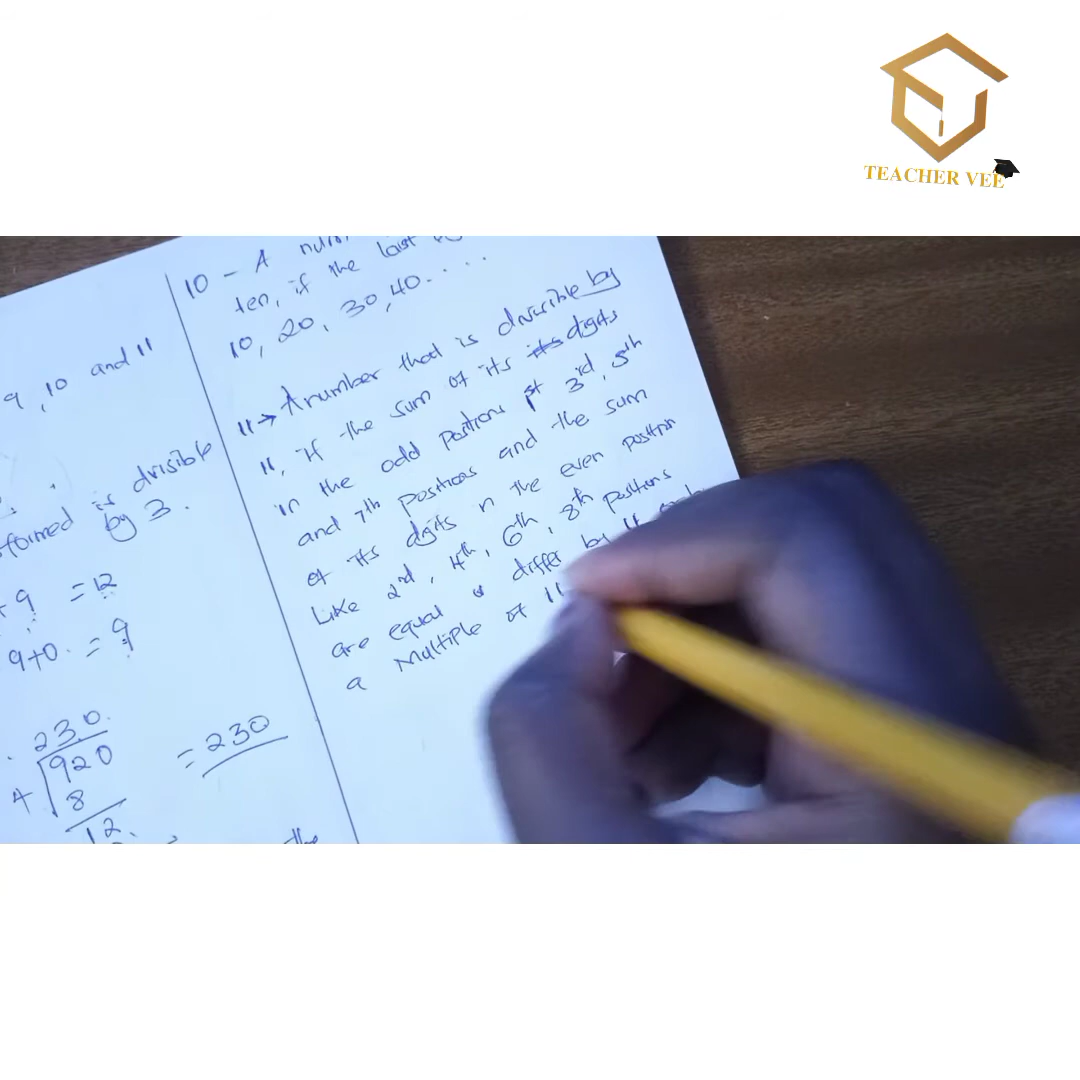 TEACHER VEE
9, 10 and 11
formed is divisible
by 3.
+ 9 = 12
9+0. = 9
230.
4 920
8
12.
= 230
the
10 - A
ten, if the last
10, 20, 30, 40. . . .
11 → A number that is divisible by
11, if the sum of its its digits
in the odd positions 1st 3rd, 5th
and 7th positions and the sum
of its digits n the even position
Like 2nd, 4th, 6th, 8th positions
are equal or differ by 11
a Multiple of 11